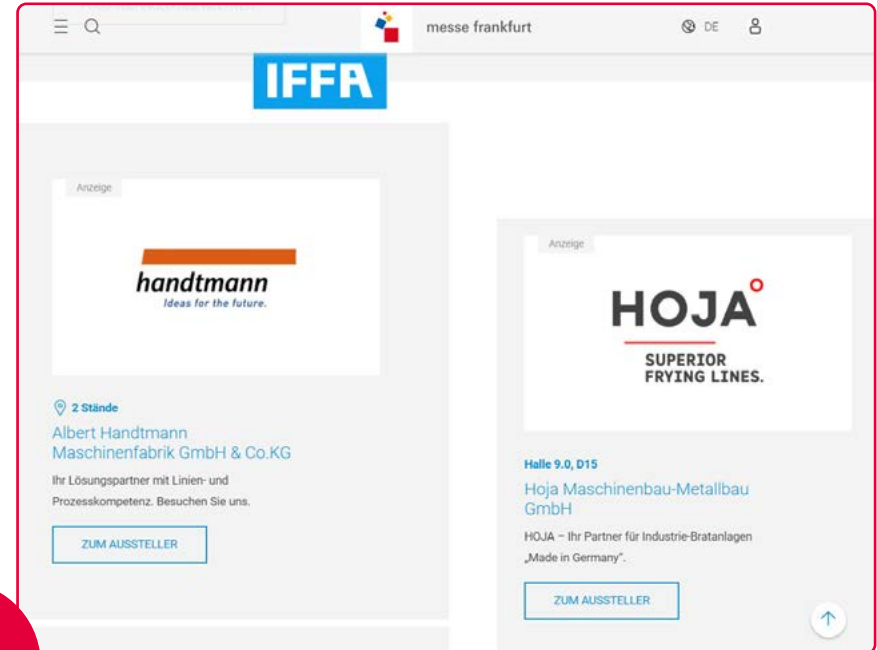 messe frankfurt
DE
IFFA
Anzeige
handtmann
Ideas for the future.
2 Stände
Albert Handtmann
Maschinenfabrik GmbH & Co.KG
Ihr Lösungspartner mit Linien- und
Prozesskompetenz. Besuchen Sie uns.
ZUM AUSSTELLER
Anzeige
HOJA
SUPERIOR
FRYING LINES.
Halle 9.0, D15
Hoja Maschinenbau-Metallbau
GmbH
HOJA – Ihr Partner für Industrie-Bratanlagen
„Made in Germany“.
ZUM AUSSTELLER